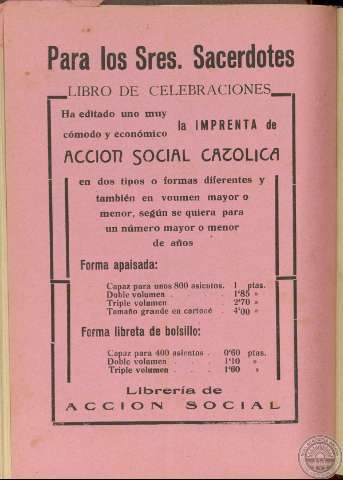 Para los Sres. Sacerdotes
LIBRO DE CELEBRACIONES
Ha editado uno muy
cómodo y económico la IMPRENTA de
ACCION SOCIAL CATOLICA
en dos tipos o formas diferentes y
también en voumen mayor o
menor, según se quiera para
un número mayor o menor
de años
Forma apaisada:
Capaz para unos 800 asientos. 1 ptas.
Doble volumen . . . 1'85 »
Triple volumen . . . 2'70 »
Tamaño grande en cartoné . 4'00 »
Forma libreta de bolsillo:
Capaz para 400 asientos . 0'60 ptas.
Doble volumen . . . 1'10 »
Triple volumen . . . 1'60 »
Librería de
ACCION SOCIAL